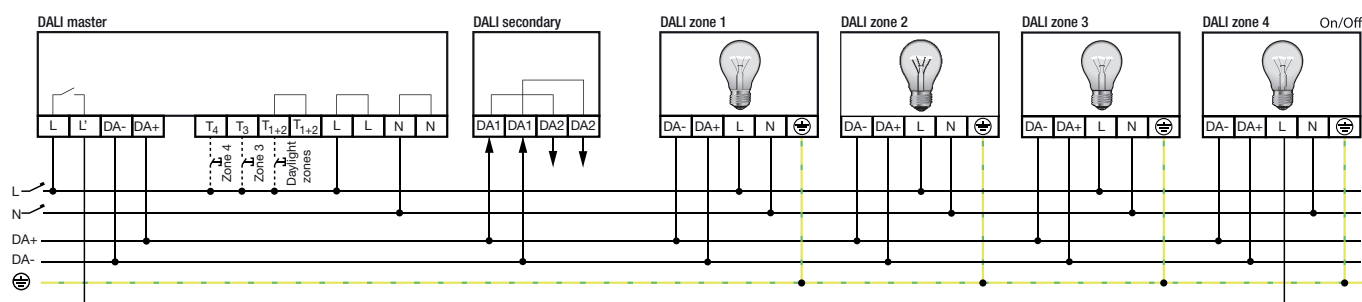 DALI master
DALI secondary
DALI zone 1
DALI zone 2
DALI zone 3
DALI zone 4
On/Off
L L' DA- DA+ T4 T3 T1+2 T1+2 L L N N
DA1 DA1 DA2 DA2
DA- DA+ L N
DA- DA+ L N
DA- DA+ L N
DA- DA+ L N
Zone 4
Zone 3
Daylight
zones
L
N
DA+
DA-